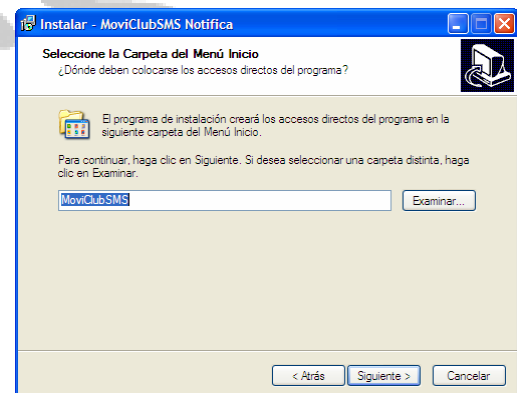 Instalar - MoviClubSMS Notifica
Seleccione la Carpeta del Menú Inicio
¿Dónde deben colocarse los accesos directos del programa?
El programa de instalación creará los accesos directos del programa en la
siguiente carpeta del Menú Inicio.
Para continuar, haga clic en Siguiente. Si desea seleccionar una carpeta distinta, haga
clic en Examinar.
MoviClubSMS
Examinar...
< Atrás
Siguiente >
Cancelar